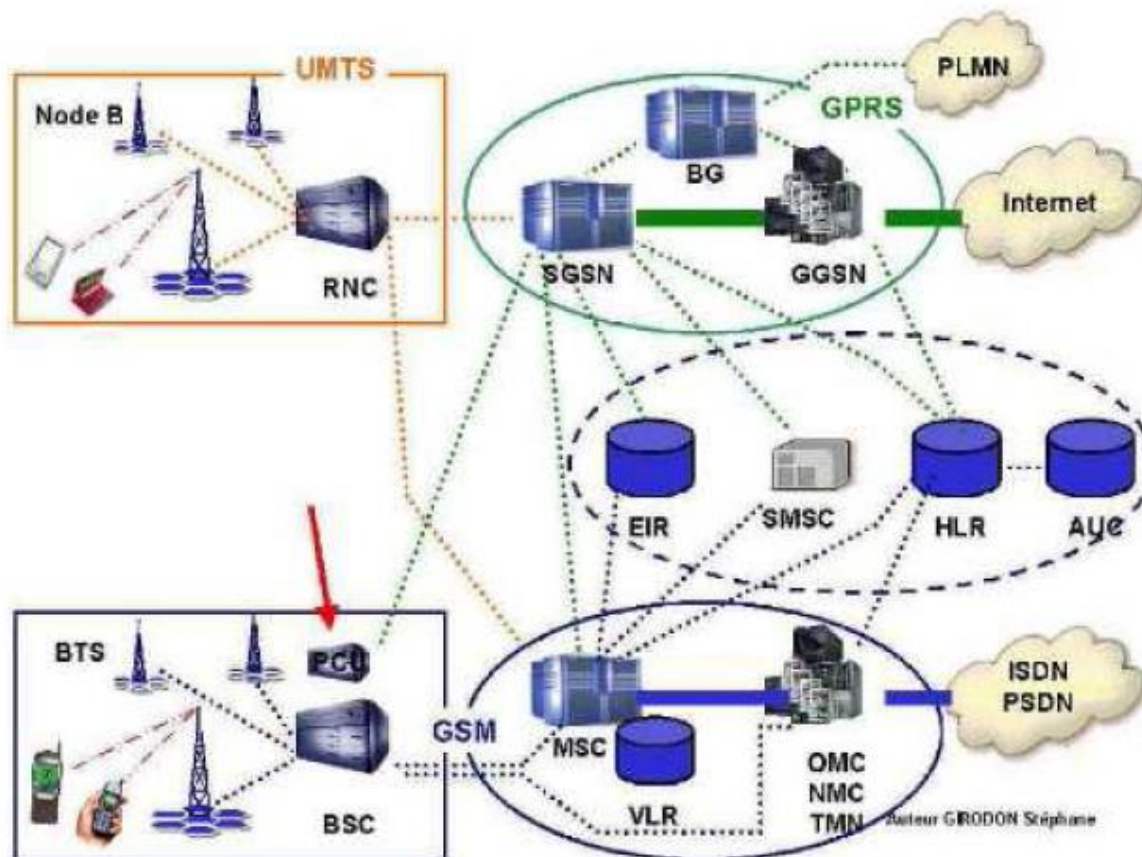 UMTS
Node B
RNC
GPRS
BG
SGSN
GGSN
PLMN
Internet
EIR
SMSC
HLR
AUC
BTS
PCU
BSC
GSM
MSC
VLR
OMC
NMC
TMN
ISDN
PSDN
Auteur GIRODON Stéphane